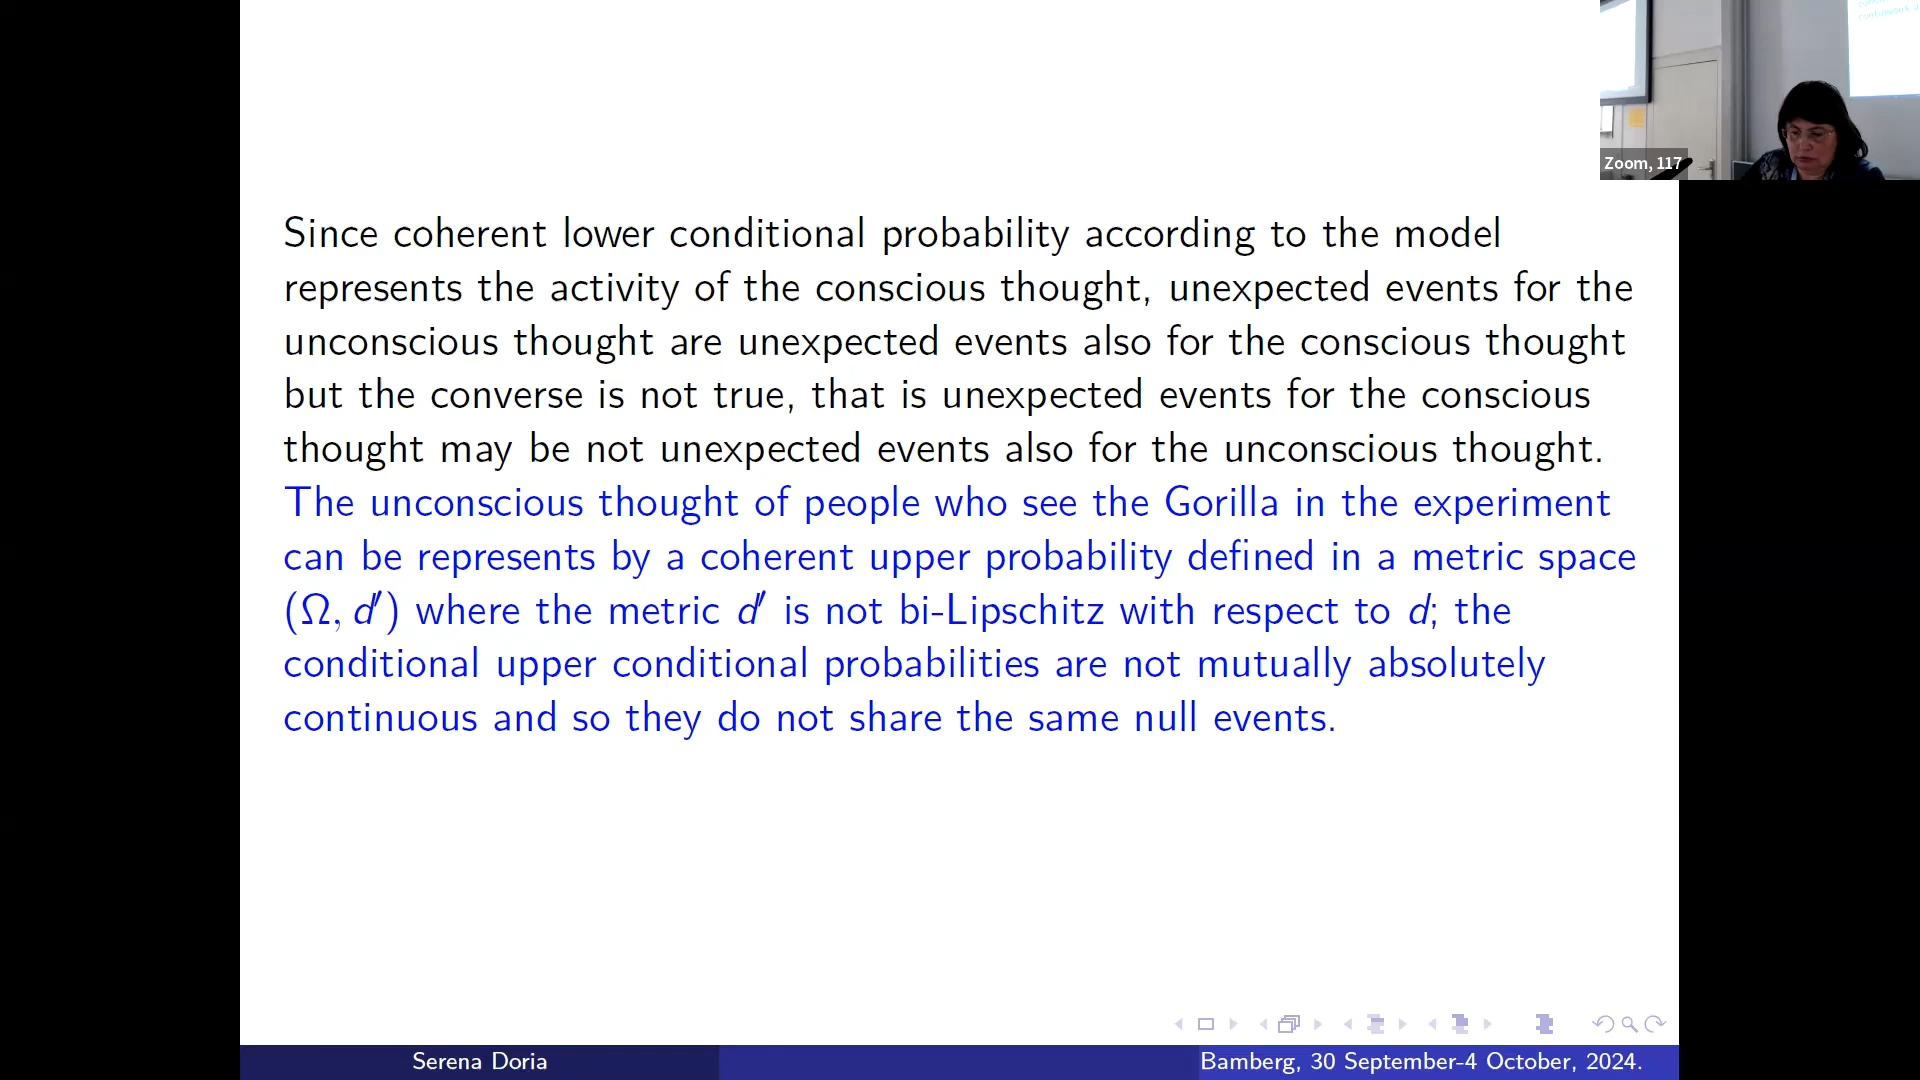 Zoom, 117
Since coherent lower conditional probability according to the model
represents the activity of the conscious thought, unexpected events for the
unconscious thought are unexpected events also for the conscious thought
but the converse is not true, that is unexpected events for the conscious
thought may be not unexpected events also for the unconscious thought.
The unconscious thought of people who see the Gorilla in the experiment
can be represents by a coherent upper probability defined in a metric space
(Ω, d′) where the metric d′ is not bi-Lipschitz with respect to d; the
conditional upper conditional probabilities are not mutually absolutely
continuous and so they do not share the same null events.
Serena Doria
Bamberg, 30 September-4 October, 2024.